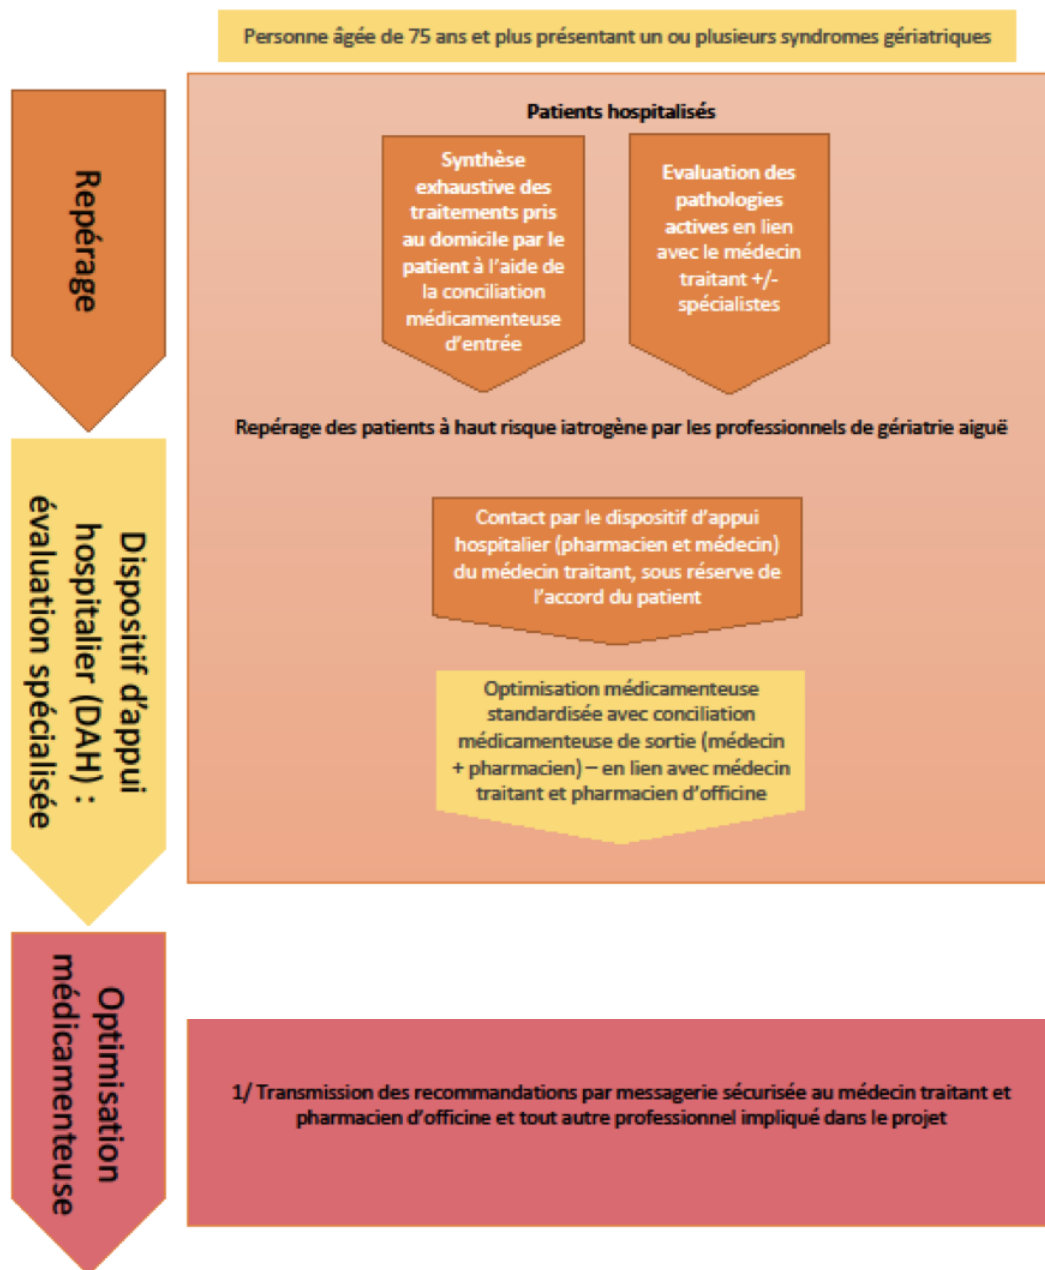 Personne âgée de 75 ans et plus présentant un ou plusieurs syndromes gériatriques
Repérage
Patients hospitalisés
Synthèse
exhaustive des
traitements pris
au domicile par le
patient à l'aide de
la conciliation
médicamenteuse
d'entrée
Evaluation des
pathologies
actives en lien
avec le médecin
traitant +/-
spécialistes
Repérage des patients à haut risque iatrogène par les professionnels de gériatrie aiguë
Dispositif d'appui
hospitalier (DAH) :
évaluation spécialisée
Contact par le dispositif d'appui
hospitalier (pharmacien et médecin)
du médecin traitant, sous réserve de
l'accord du patient
Optimisation médicamenteuse
standardisée avec conciliation
médicamenteuse de sortie (médecin
+ pharmacien) – en lien avec médecin
traitant et pharmacien d'officine
Optimisation
médicamenteuse
1/ Transmission des recommandations par messagerie sécurisée au médecin traitant et
pharmacien d'officine et tout autre professionnel impliqué dans le projet